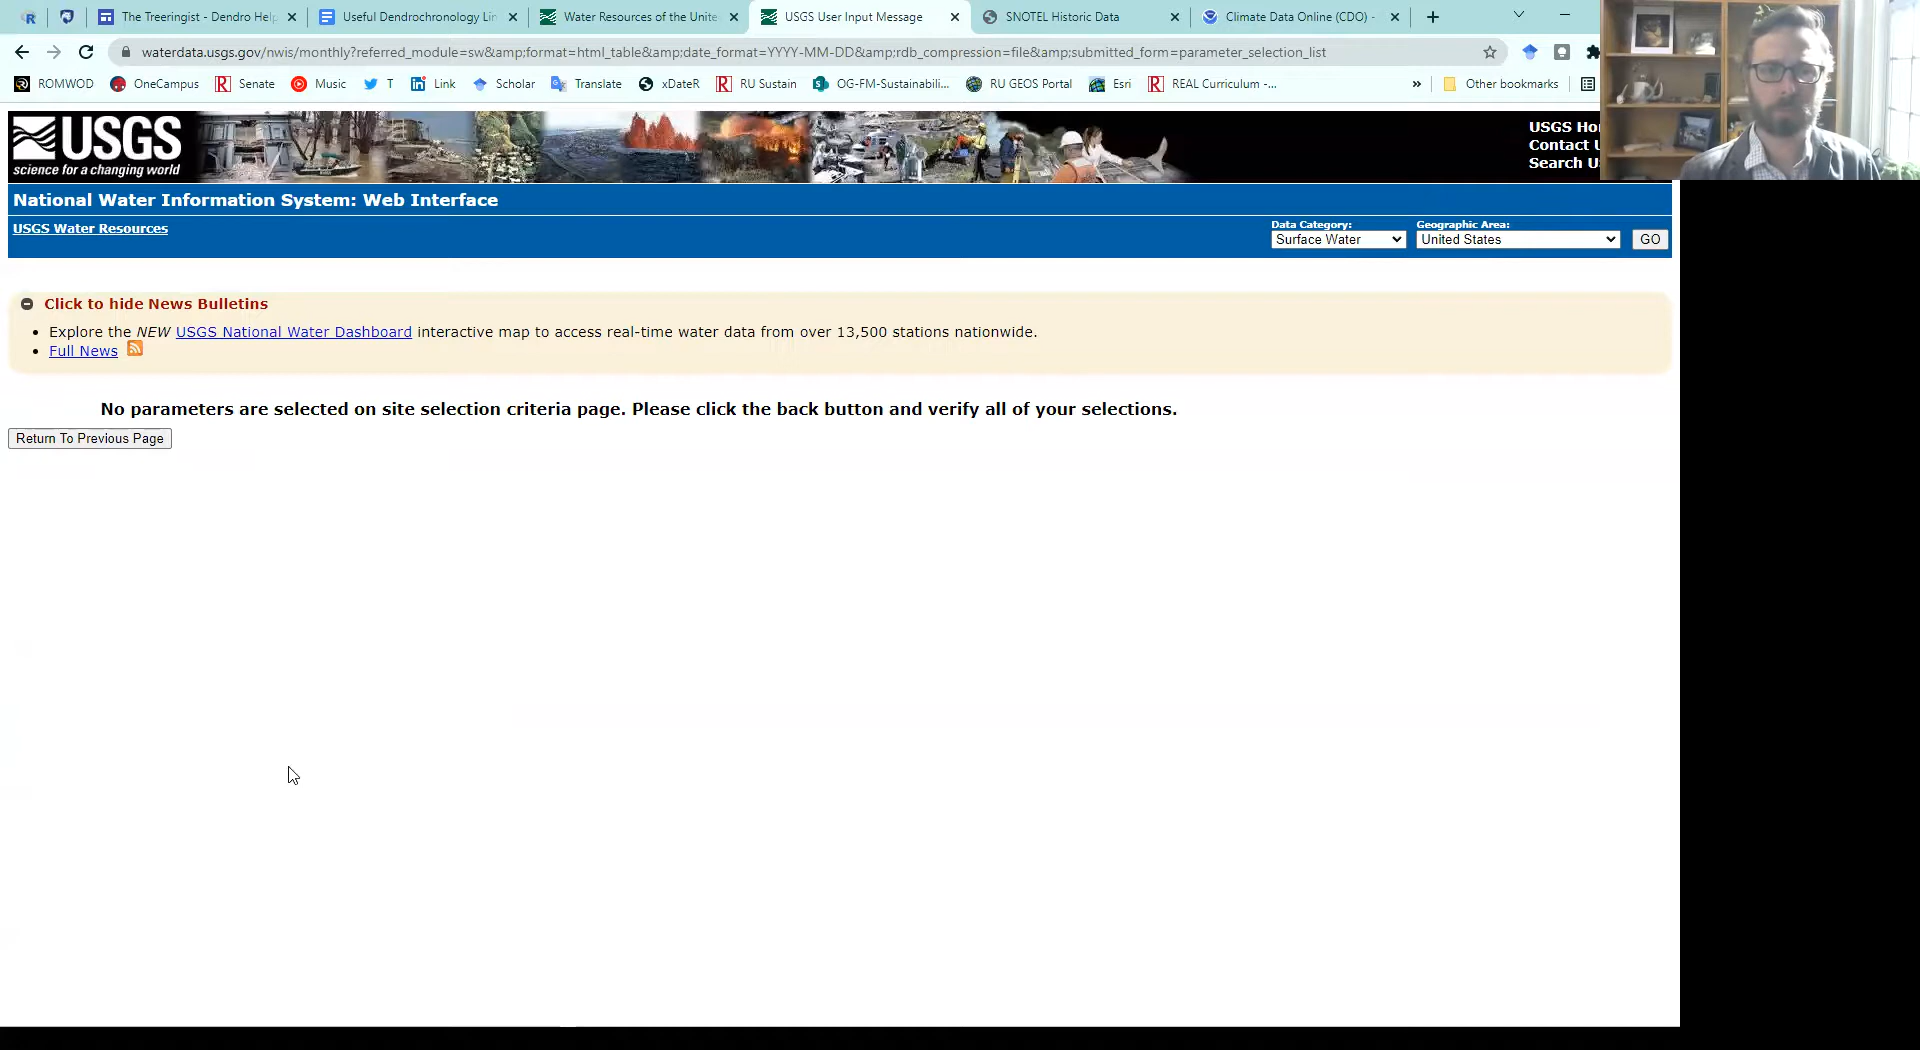 The Treeringist - Dendro Help
Useful Dendrochronology Lin
Water Resources of the Unite
USGS User Input Message
SNOTEL Historic Data
Climate Data Online (CDO) -
waterdata.usgs.gov/nwis/monthly?referred_module=sw&amp;format=html_table&amp;date_format=YYYY-MM-DD&amp;rdb_compression=file&amp;submitted_form=parameter_selection_list
ROMWOD OneCampus Senate Music T Link Scholar Translate xDateR RU Sustain OG-FM-Sustainabili... RU GEOS Portal Esri REAL Curriculum -... » Other bookmarks
USGS
science for a changing world
USGS Ho
Contact U
Search U
National Water Information System: Web Interface
USGS Water Resources
Data Category:
Surface Water
Geographic Area:
United States
GO
Click to hide News Bulletins
Explore the NEW USGS National Water Dashboard interactive map to access real-time water data from over 13,500 stations nationwide.
Full News
No parameters are selected on site selection criteria page. Please click the back button and verify all of your selections.
Return To Previous Page